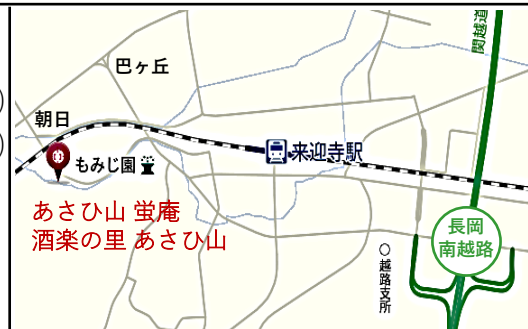 関越道
巴ヶ丘
朝日
もみじ園
来迎寺駅
あさひ山 蛍庵
酒楽の里 あさひ山
長岡
南越路
越路支所